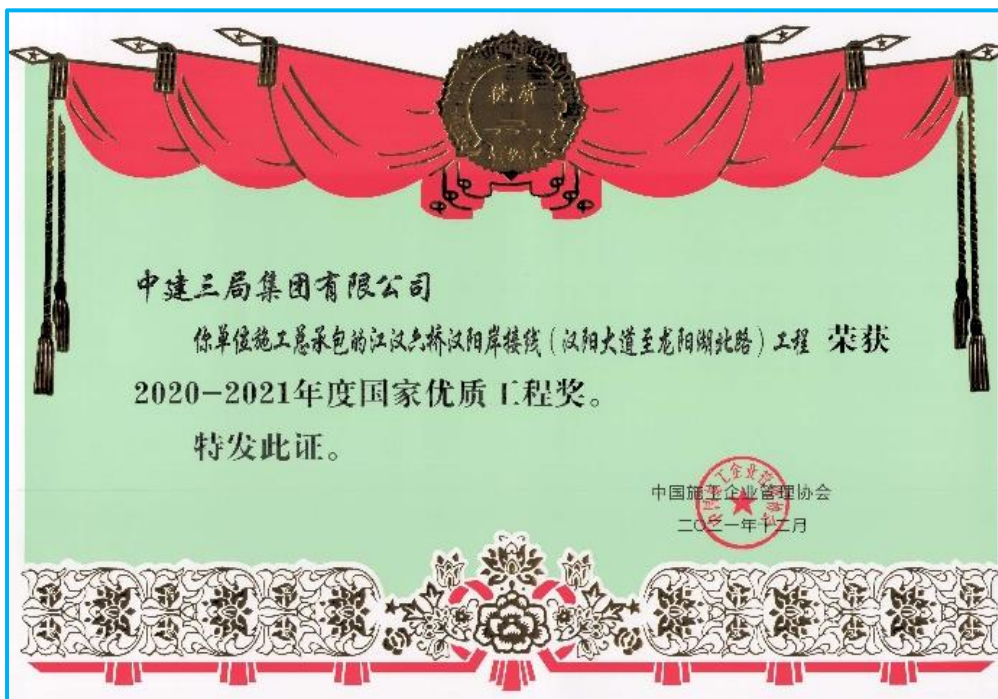 优质
中建三局集团有限公司
你单位施工总承包的江汉六桥汉阳岸接线(汉阳大道至龙阳湖北路)工程 荣获
2020-2021年度国家优质工程奖。
特发此证。
中国施工企业管理协会
二〇二一年十二月